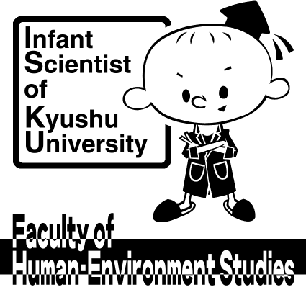 Infant
Scientist
of
Kyushu
University
Faculty of
Human-Environment Studies